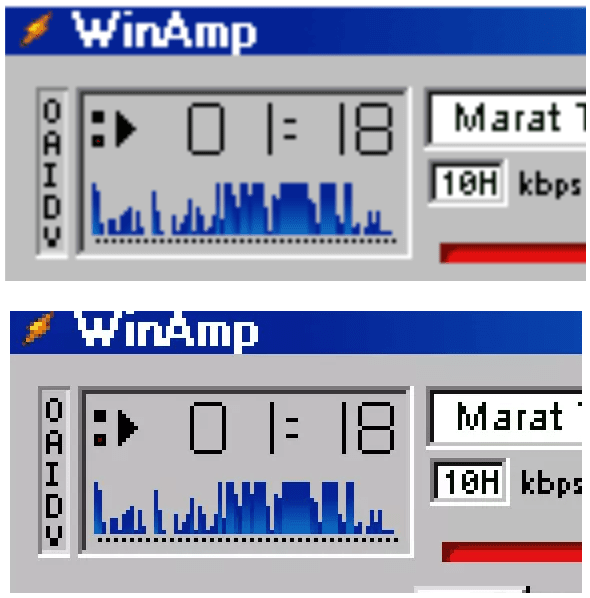 WinAmp
O
A
I
D
V
01:18
Marat
10H kbps
WinAmp
O
A
I
D
V
01:18
Marat
10H kbps